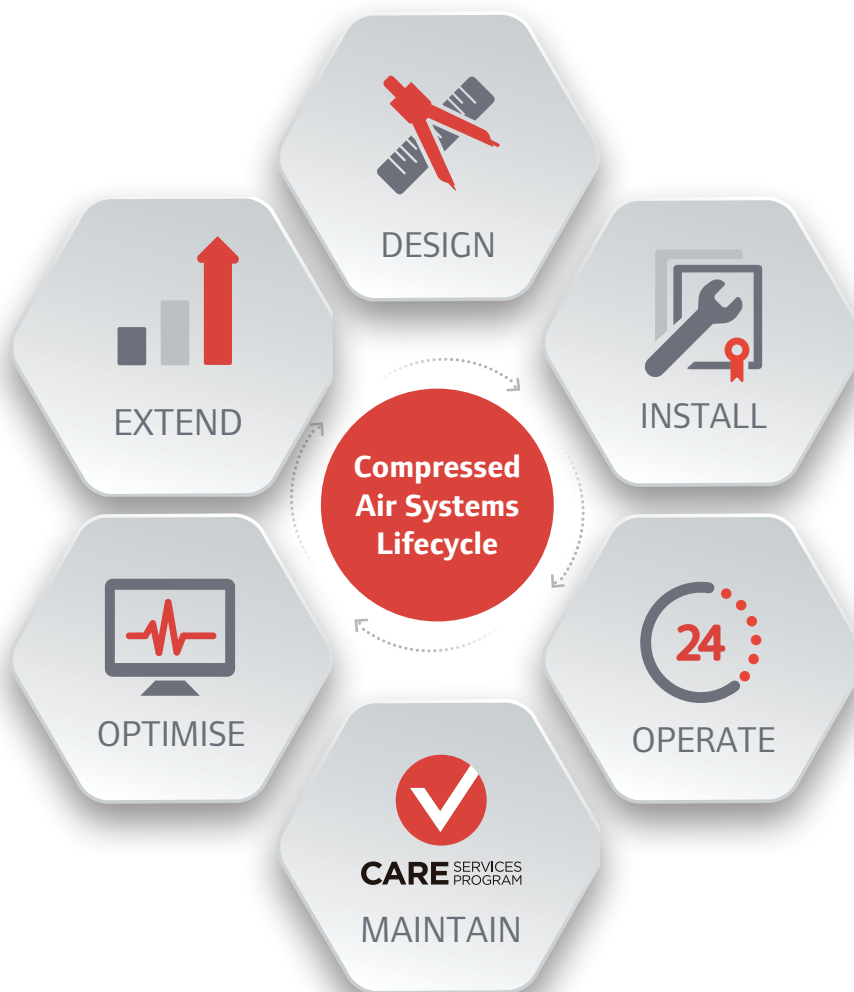 DESIGN
INSTALL
EXTEND
Compressed
Air Systems
Lifecycle
24
OPERATE
OPTIMISE
CARE SERVICES
PROGRAM
MAINTAIN